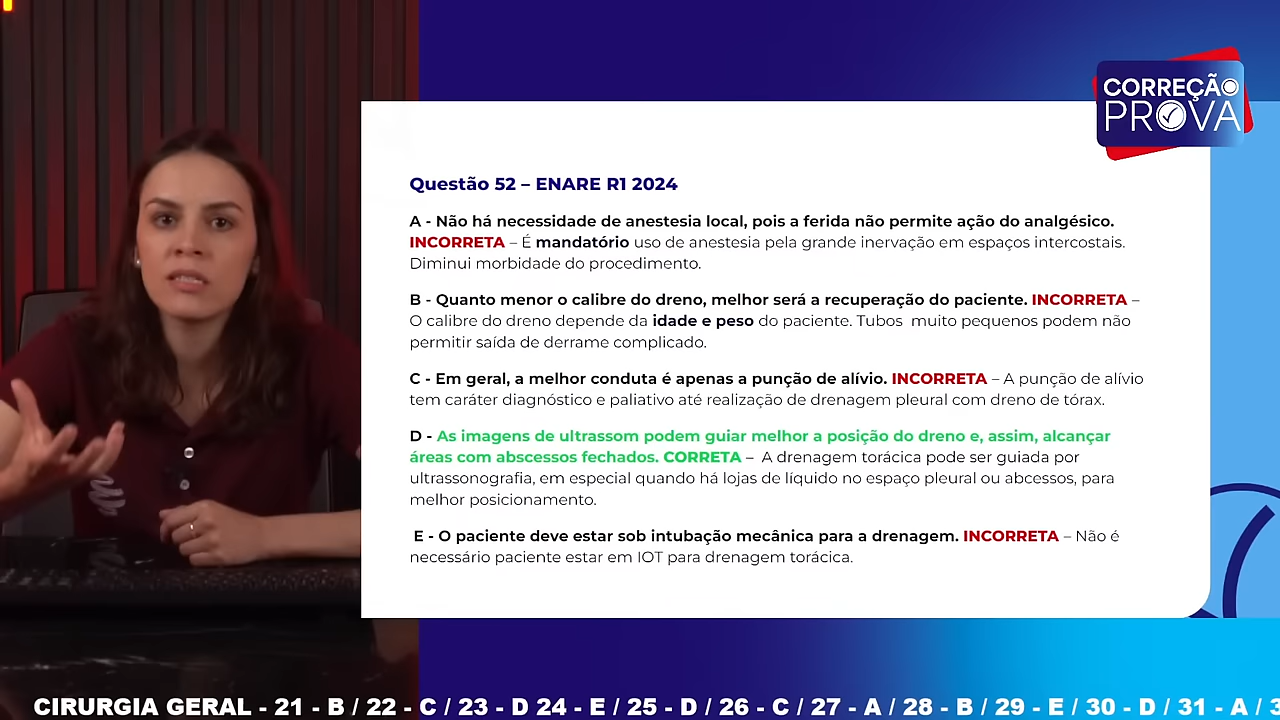 CORREÇÃO
PROVA
Questão 52 – ENARE R1 2024
A - Não há necessidade de anestesia local, pois a ferida não permite ação do analgésico.
INCORRETA – É mandatório uso de anestesia pela grande inervação em espaços intercostais.
Diminui morbidade do procedimento.
B - Quanto menor o calibre do dreno, melhor será a recuperação do paciente. INCORRETA –
O calibre do dreno depende da idade e peso do paciente. Tubos muito pequenos podem não
permitir saída de derrame complicado.
C - Em geral, a melhor conduta é apenas a punção de alívio. INCORRETA – A punção de alívio
tem caráter diagnóstico e paliativo até realização de drenagem pleural com dreno de tórax.
D - As imagens de ultrassom podem guiar melhor a posição do dreno e, assim, alcançar
áreas com abscessos fechados. CORRETA – A drenagem torácica pode ser guiada por
ultrassonografia, em especial quando há lojas de líquido no espaço pleural ou abcessos, para
melhor posicionamento.
E - O paciente deve estar sob intubação mecânica para a drenagem. INCORRETA – Não é
necessário paciente estar em IOT para drenagem torácica.
CIRURGIA GERAL - 21 - B / 22 - C / 23 - D 24 - E / 25 - D / 26 - C / 27 - A / 28 - B / 29 - E / 30 - D / 31 - A /